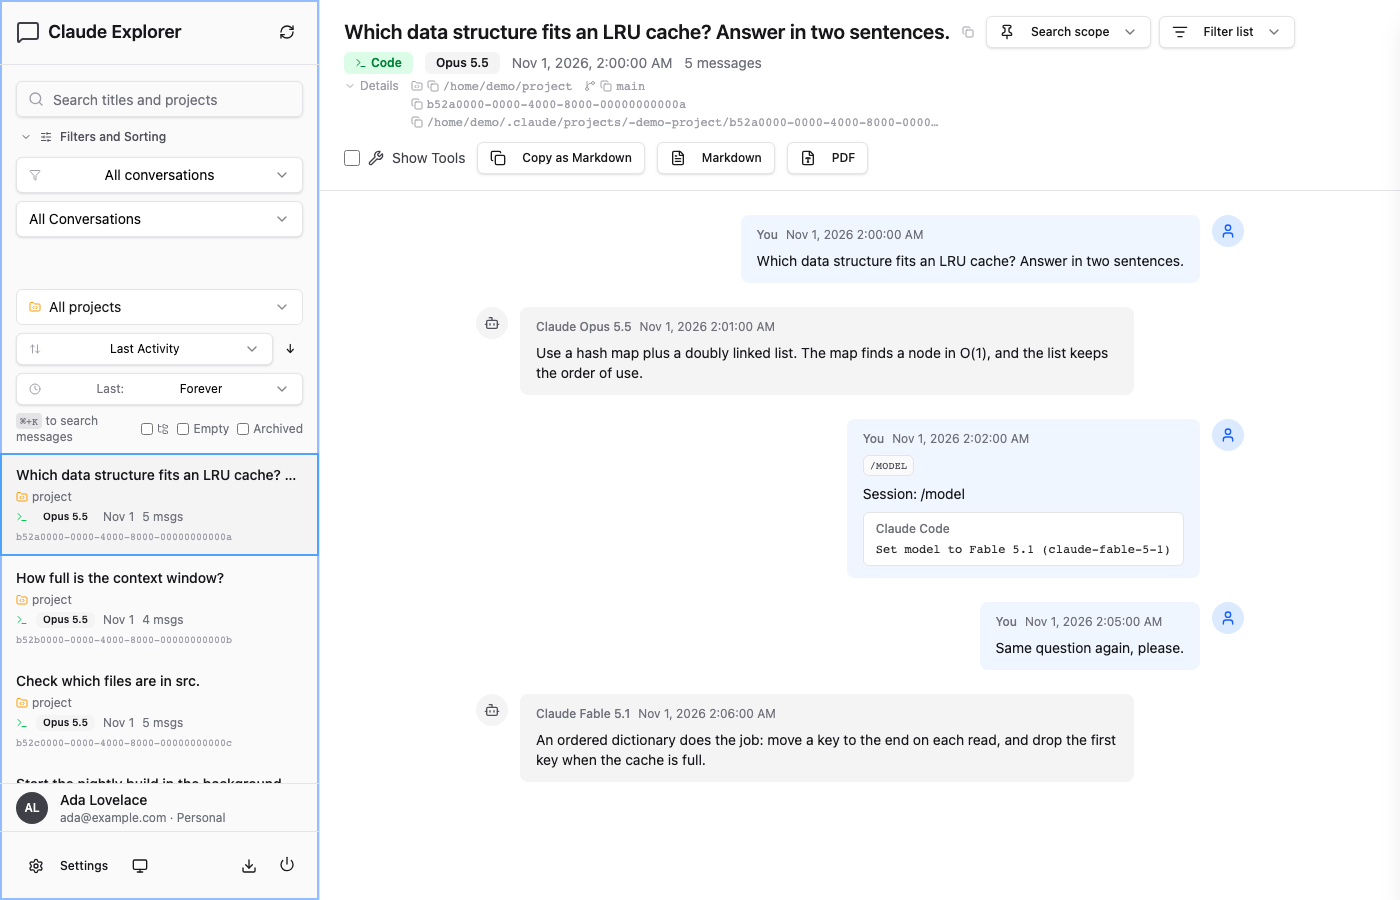 Claude Explorer
Search titles and projects
Filters and Sorting
All conversations
All Conversations
All projects
Last Activity
Last: Forever
⌘+K to search messages
Empty
Archived
Which data structure fits an LRU cache? ...
project
Opus 5.5 Nov 1 5 msgs
b52a0000-0000-4000-8000-00000000000a
How full is the context window?
project
Opus 5.5 Nov 1 4 msgs
b52b0000-0000-4000-8000-00000000000b
Check which files are in src.
project
Opus 5.5 Nov 1 5 msgs
b52c0000-0000-4000-8000-00000000000c
Start the nightly build in the background
AL
Ada Lovelace
ada@example.com · Personal
Settings
Which data structure fits an LRU cache? Answer in two sentences.
Search scope
Filter list
Code Opus 5.5 Nov 1, 2026, 2:00:00 AM 5 messages
Details /home/demo/project main
b52a0000-0000-4000-8000-00000000000a
/home/demo/.claude/projects/-demo-project/b52a0000-0000-4000-8000-0000…
Show Tools
Copy as Markdown
Markdown
PDF
You Nov 1, 2026 2:00:00 AM
Which data structure fits an LRU cache? Answer in two sentences.
Claude Opus 5.5 Nov 1, 2026 2:01:00 AM
Use a hash map plus a doubly linked list. The map finds a node in O(1), and the list keeps
the order of use.
You Nov 1, 2026 2:02:00 AM
/MODEL
Session: /model
Claude Code
Set model to Fable 5.1 (claude-fable-5-1)
You Nov 1, 2026 2:05:00 AM
Same question again, please.
Claude Fable 5.1 Nov 1, 2026 2:06:00 AM
An ordered dictionary does the job: move a key to the end on each read, and drop the first
key when the cache is full.